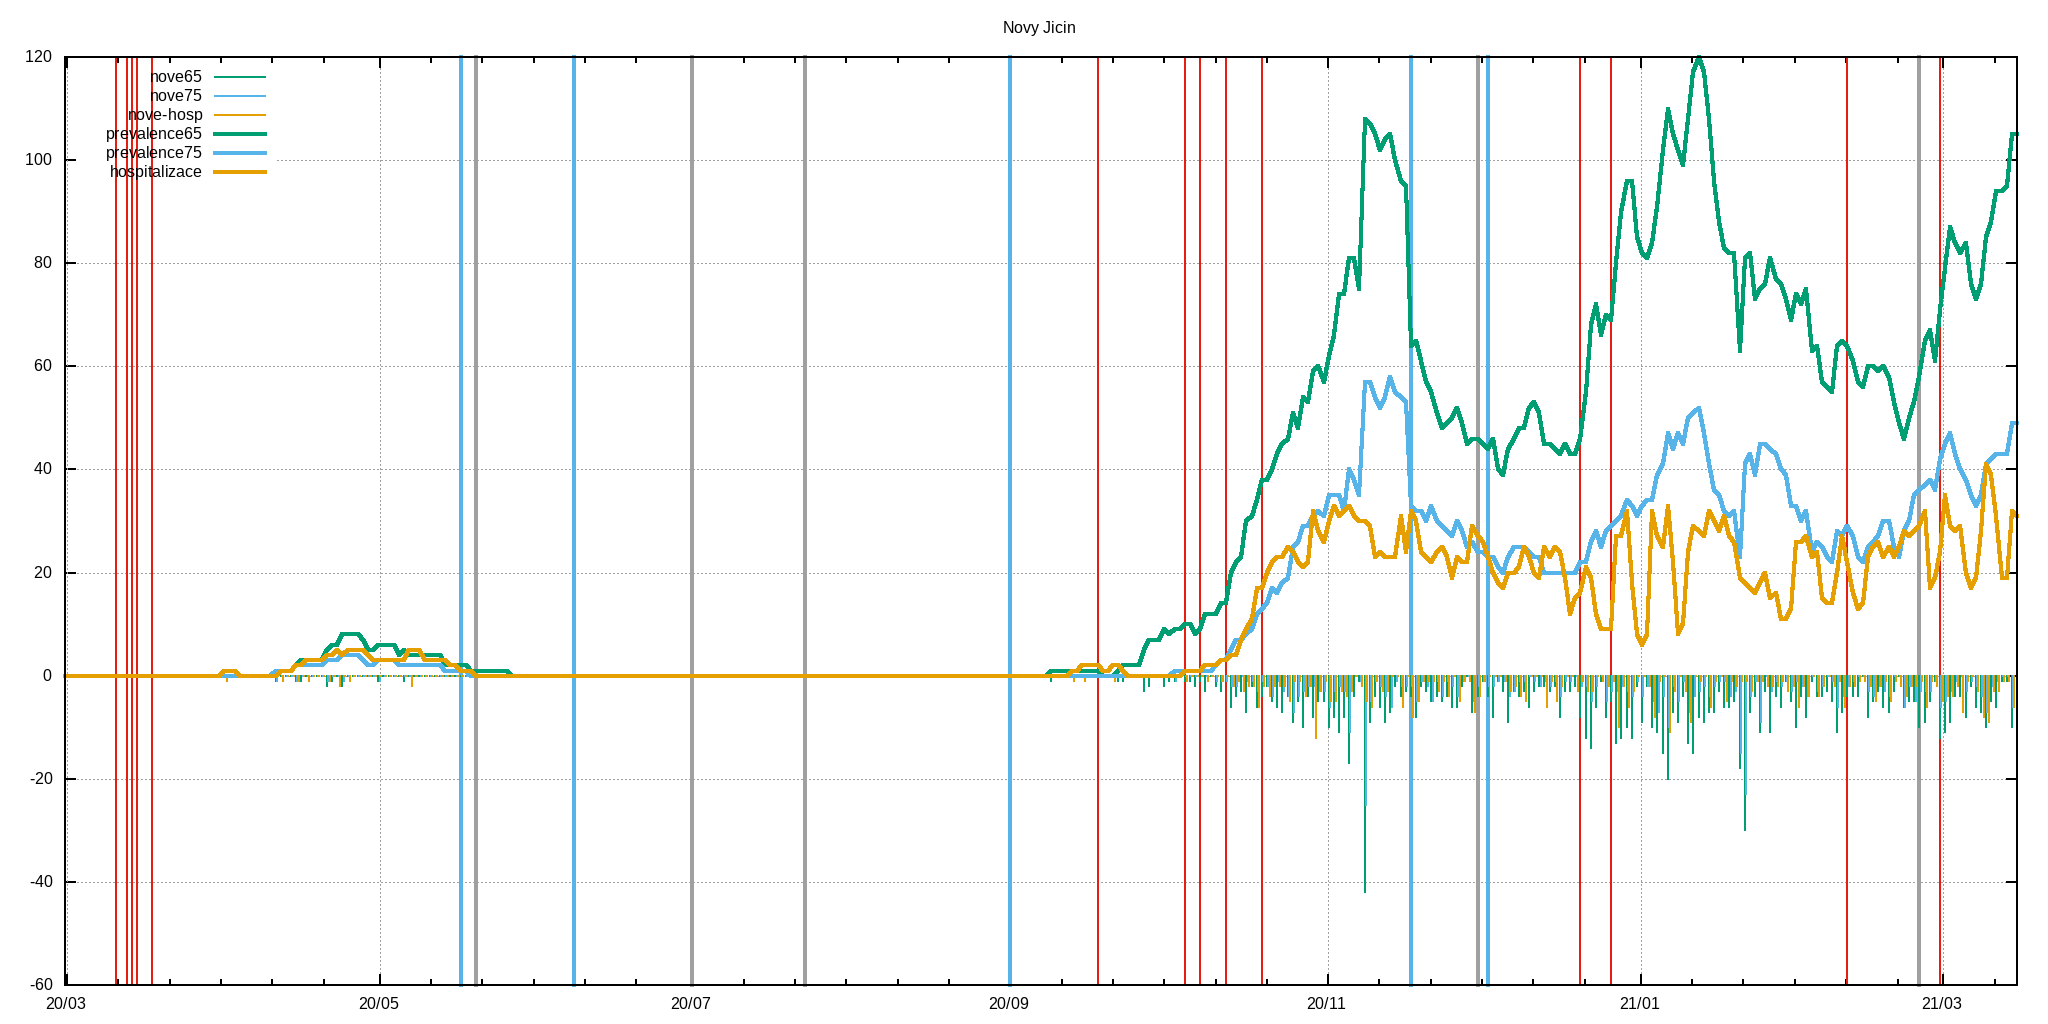 Novy Jicin
120
100
80
60
40
20
0
-20
-40
-60
nove65
nove75
nove-hosp
prevalence65
prevalence75
hospitalizace
20/03 20/05 20/07 20/09 20/11 21/01 21/03